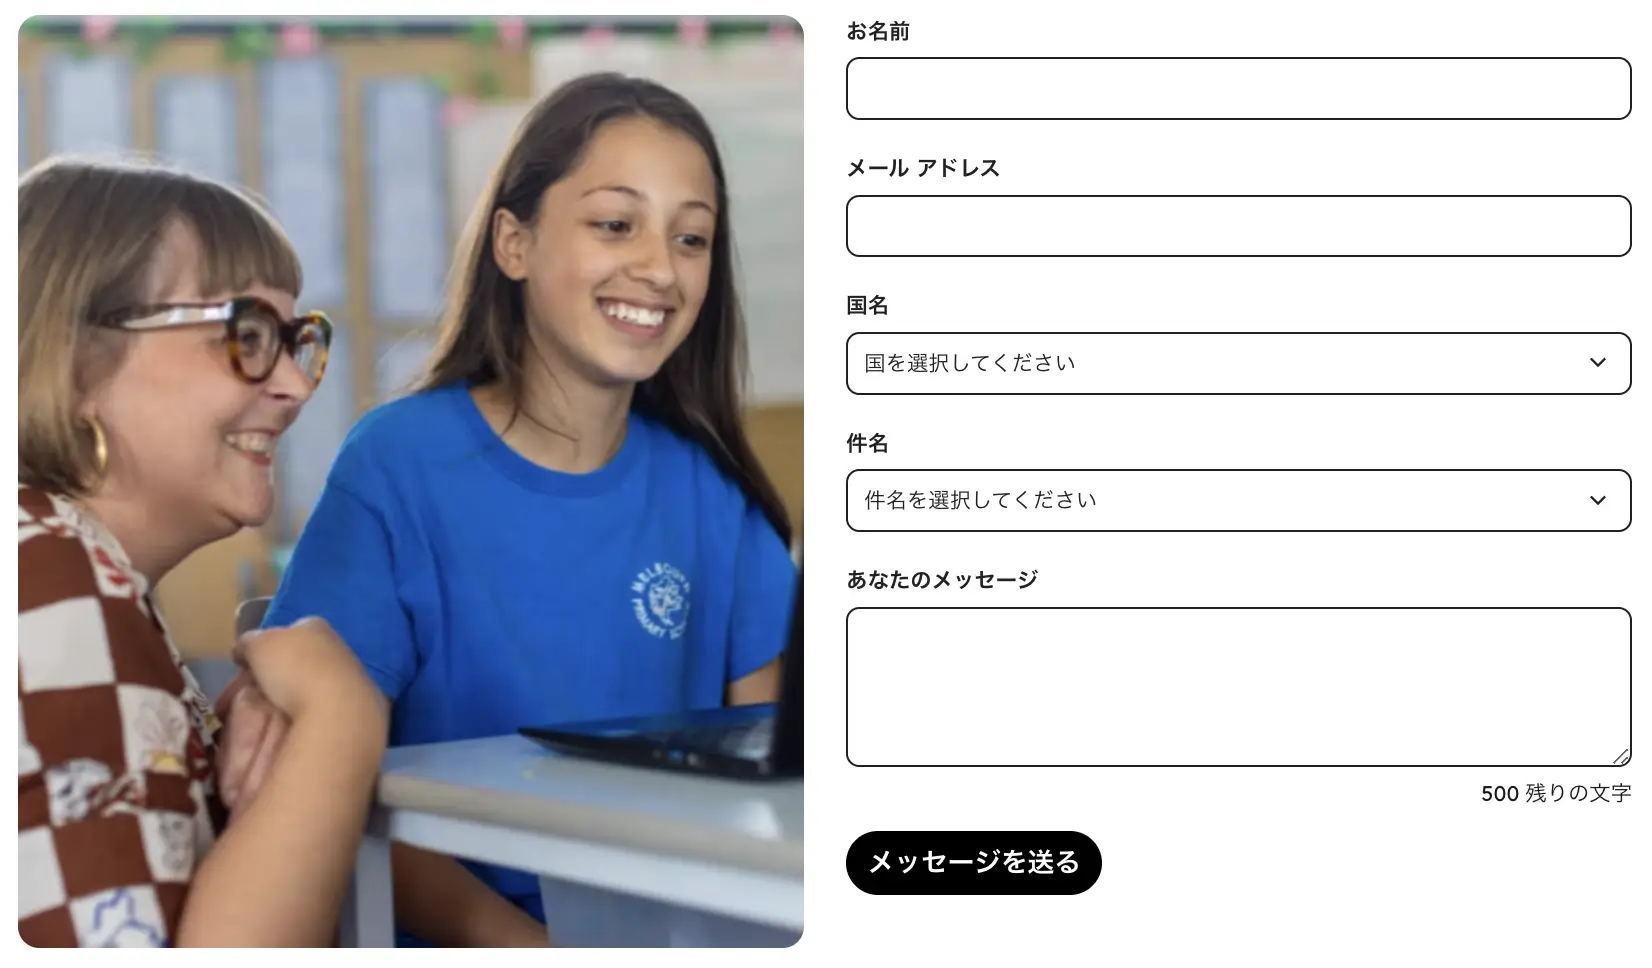 お名前
メール アドレス
国名
国を選択してください
件名
件名を選択してください
あなたのメッセージ
500 残りの文字
メッセージを送る
PRIMARY